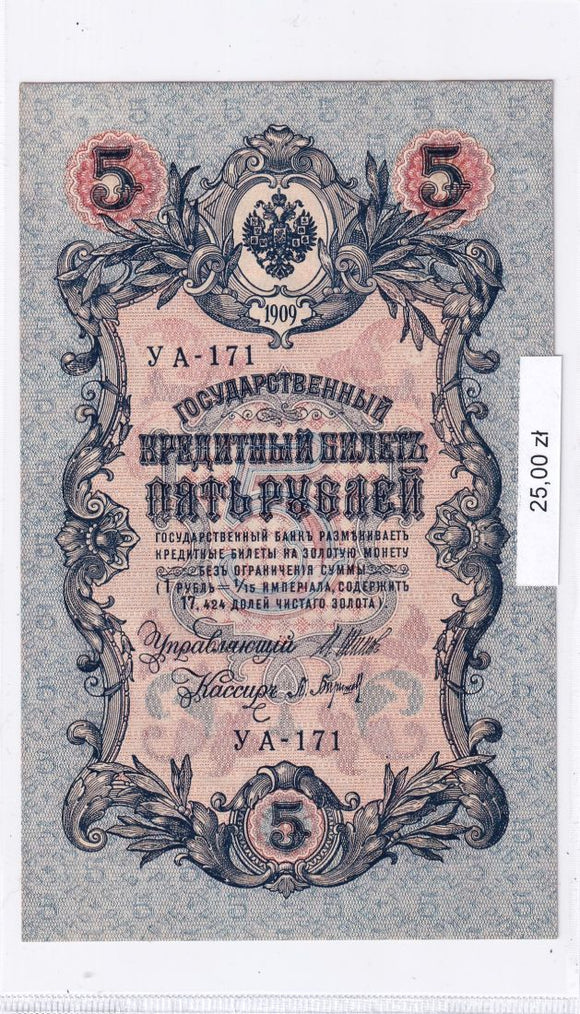 5 5
1909
УА-171
ГОСУДАРСТВЕННЫЙ
КРЕДИТНЫЙ БИЛЕТЪ
ПЯТЬ РУБЛЕЙ
ГОСУДАРСТВЕННЫЙ БАНКЪ РАЗМѢНИВАЕТЪ
КРЕДИТНЫЕ БИЛЕТЫ НА ЗОЛОТУЮ МОНЕТУ
БЕЗЪ ОГРАНИЧЕНІЯ СУММЫ
(1 РУБЛЬ = 1/15 ИМПЕРІАЛА, СОДЕРЖИТЪ
17,424 ДОЛЕЙ ЧИСТАГО ЗОЛОТА).
Управляющій
Кассиръ
УА-171
5
25,00 zł